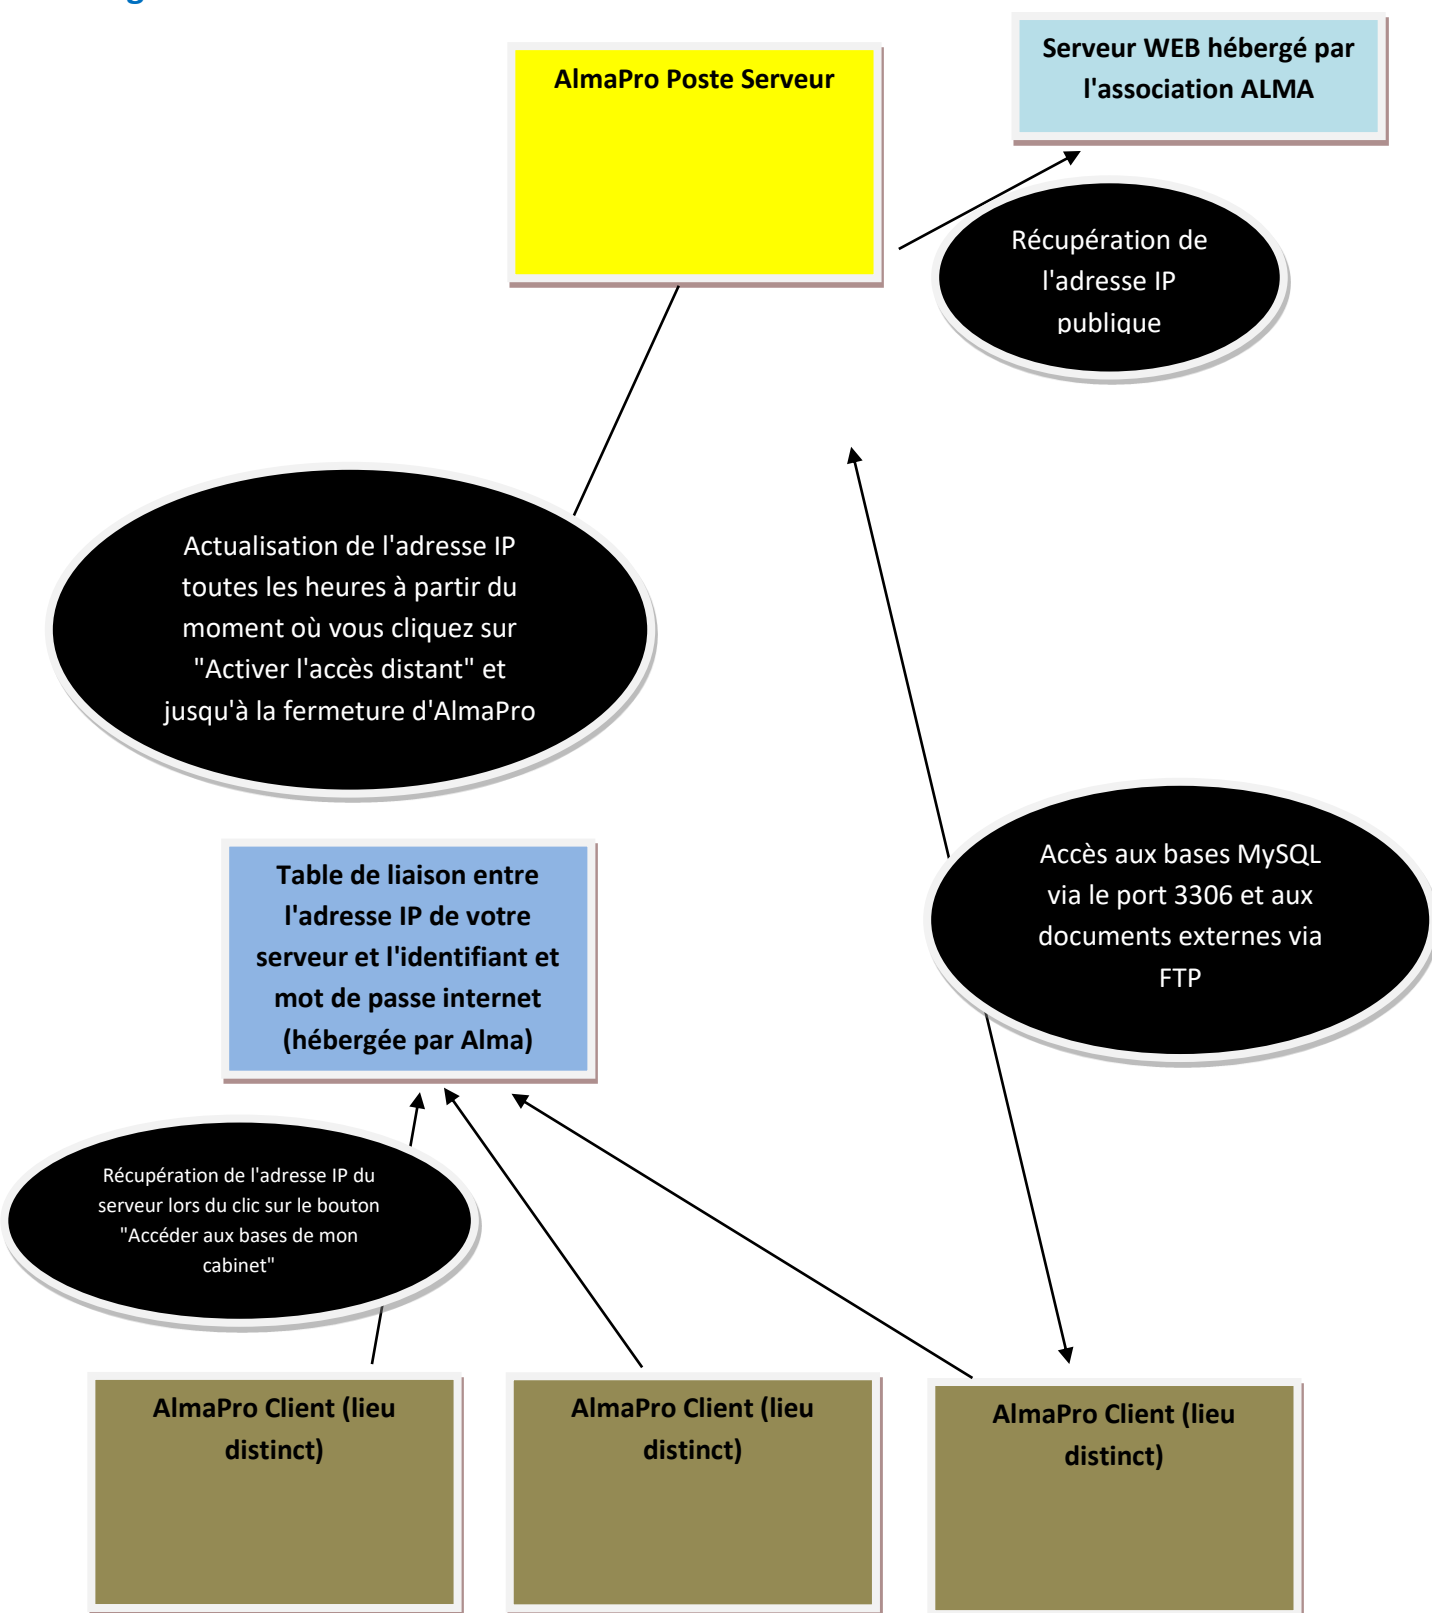 AlmaPro Poste Serveur
Serveur WEB hébergé par
l'association ALMA
Récupération de
l'adresse IP
publique
Actualisation de l'adresse IP
toutes les heures à partir du
moment où vous cliquez sur
"Activer l'accès distant" et
jusqu'à la fermeture d'AlmaPro
Table de liaison entre
l'adresse IP de votre
serveur et l'identifiant et
mot de passe internet
(hébergée par Alma)
Accès aux bases MySQL
via le port 3306 et aux
documents externes via
FTP
Récupération de l'adresse IP du
serveur lors du clic sur le bouton
"Accéder aux bases de mon
cabinet"
AlmaPro Client (lieu
distinct)
AlmaPro Client (lieu
distinct)
AlmaPro Client (lieu
distinct)